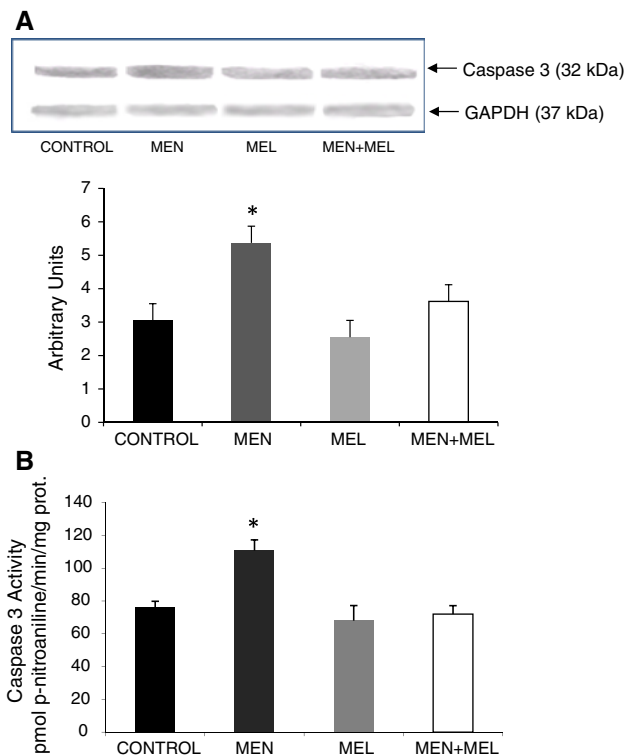 A
Caspase 3 (32 kDa)
GAPDH (37 kDa)
CONTROL MEN MEL MEN+MEL
Arbitrary Units
7
6
5
4
3
2
1
0
*
CONTROL MEN MEL MEN+MEL
B
Caspase 3 Activity
pmol p-nitroaniline/min/mg prot.
140
120
100
80
60
40
20
0
*
CONTROL MEN MEL MEN+MEL